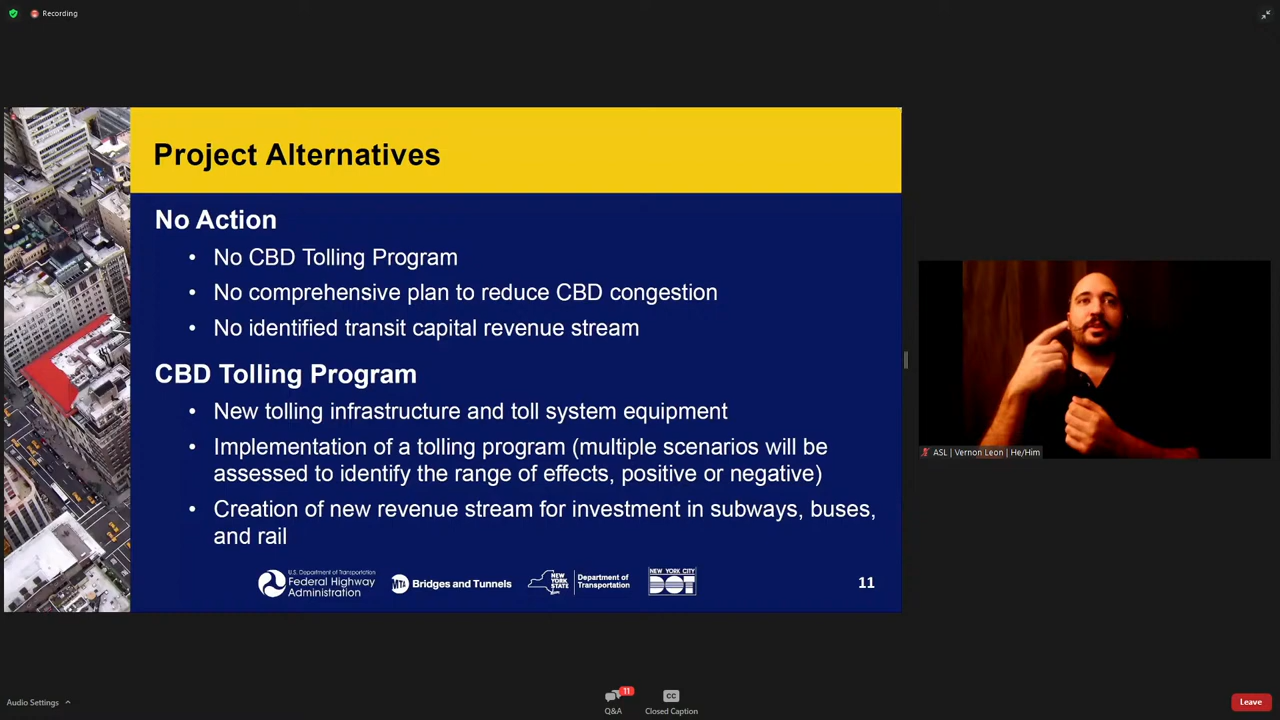 Recording
Project Alternatives
No Action
• No CBD Tolling Program
• No comprehensive plan to reduce CBD congestion
• No identified transit capital revenue stream
CBD Tolling Program
• New tolling infrastructure and toll system equipment
• Implementation of a tolling program (multiple scenarios will be
assessed to identify the range of effects, positive or negative)
• Creation of new revenue stream for investment in subways, buses,
and rail
U.S. Department of Transportation
Federal Highway
Administration
MTA Bridges and Tunnels
NEW
YORK
STATE
Department of
Transportation
NEW YORK CITY
DOT
11
ASL | Vernon Leon | He/Him
Audio Settings
11
Q&A
CC
Closed Caption
Leave